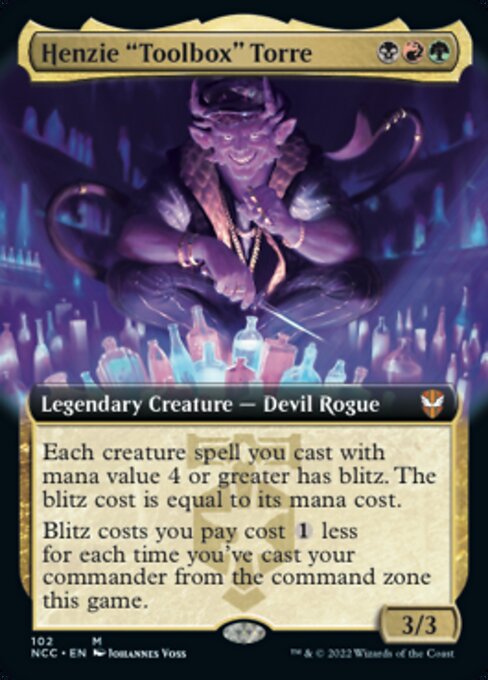 Henzie “Toolbox” Torre
Legendary Creature — Devil Rogue
Each creature spell you cast with
mana value 4 or greater has blitz. The
blitz cost is equal to its mana cost.
Blitz costs you pay cost 1 less
for each time you’ve cast your
commander from the command zone
this game.
3/3
102 M
NCC • EN Johannes Voss
™ & © 2022 Wizards of the Coast